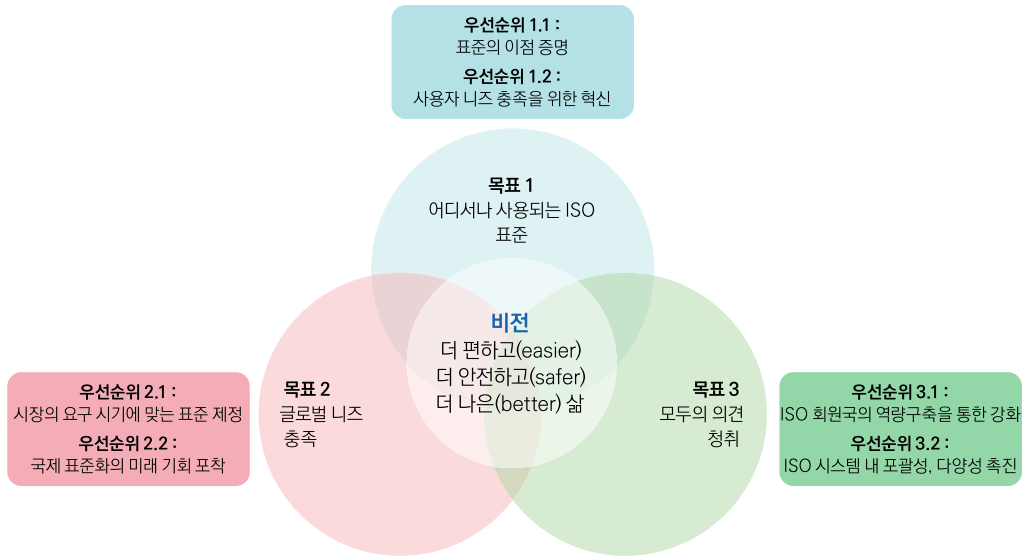 우선순위 1.1 :
표준의 이점 증명
우선순위 1.2 :
사용자 니즈 충족을 위한 혁신
목표 1
어디서나 사용되는 ISO
표준
비전
더 편하고(easier)
더 안전하고(safer)
더 나은(better) 삶
목표 2
글로벌 니즈
충족
목표 3
모두의 의견
청취
우선순위 2.1 :
시장의 요구 시기에 맞는 표준 제정
우선순위 2.2 :
국제 표준화의 미래 기회 포착
우선순위 3.1 :
ISO 회원국의 역량구축을 통한 강화
우선순위 3.2 :
ISO 시스템 내 포괄성, 다양성 촉진